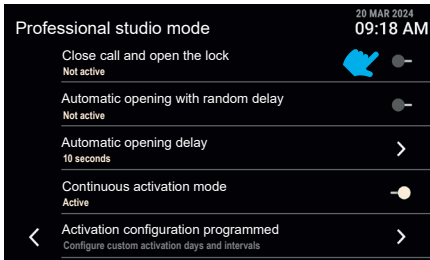 20 MAR 2024
Professional studio mode
09:18 AM
Close call and open the lock
Not active
Automatic opening with random delay
Not active
Automatic opening delay
10 seconds
Continuous activation mode
Active
Activation configuration programmed
Configure custom activation days and intervals